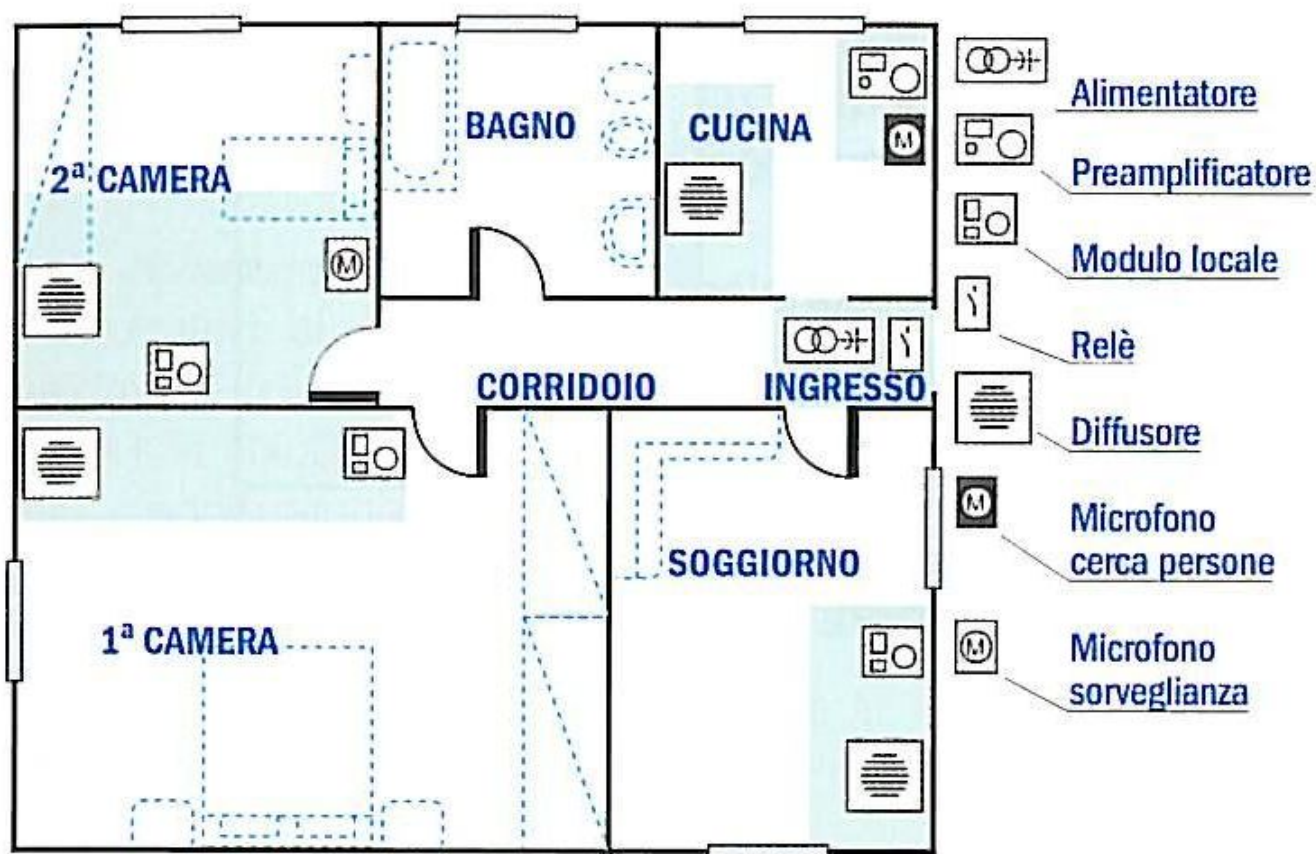 2ª CAMERA
BAGNO
CUCINA
M
M
CORRIDOIO
INGRESSO
1ª CAMERA
SOGGIORNO
Alimentatore
Preamplificatore
Modulo locale
Relè
Diffusore
M
Microfono
cerca persone
M
Microfono
sorveglianza